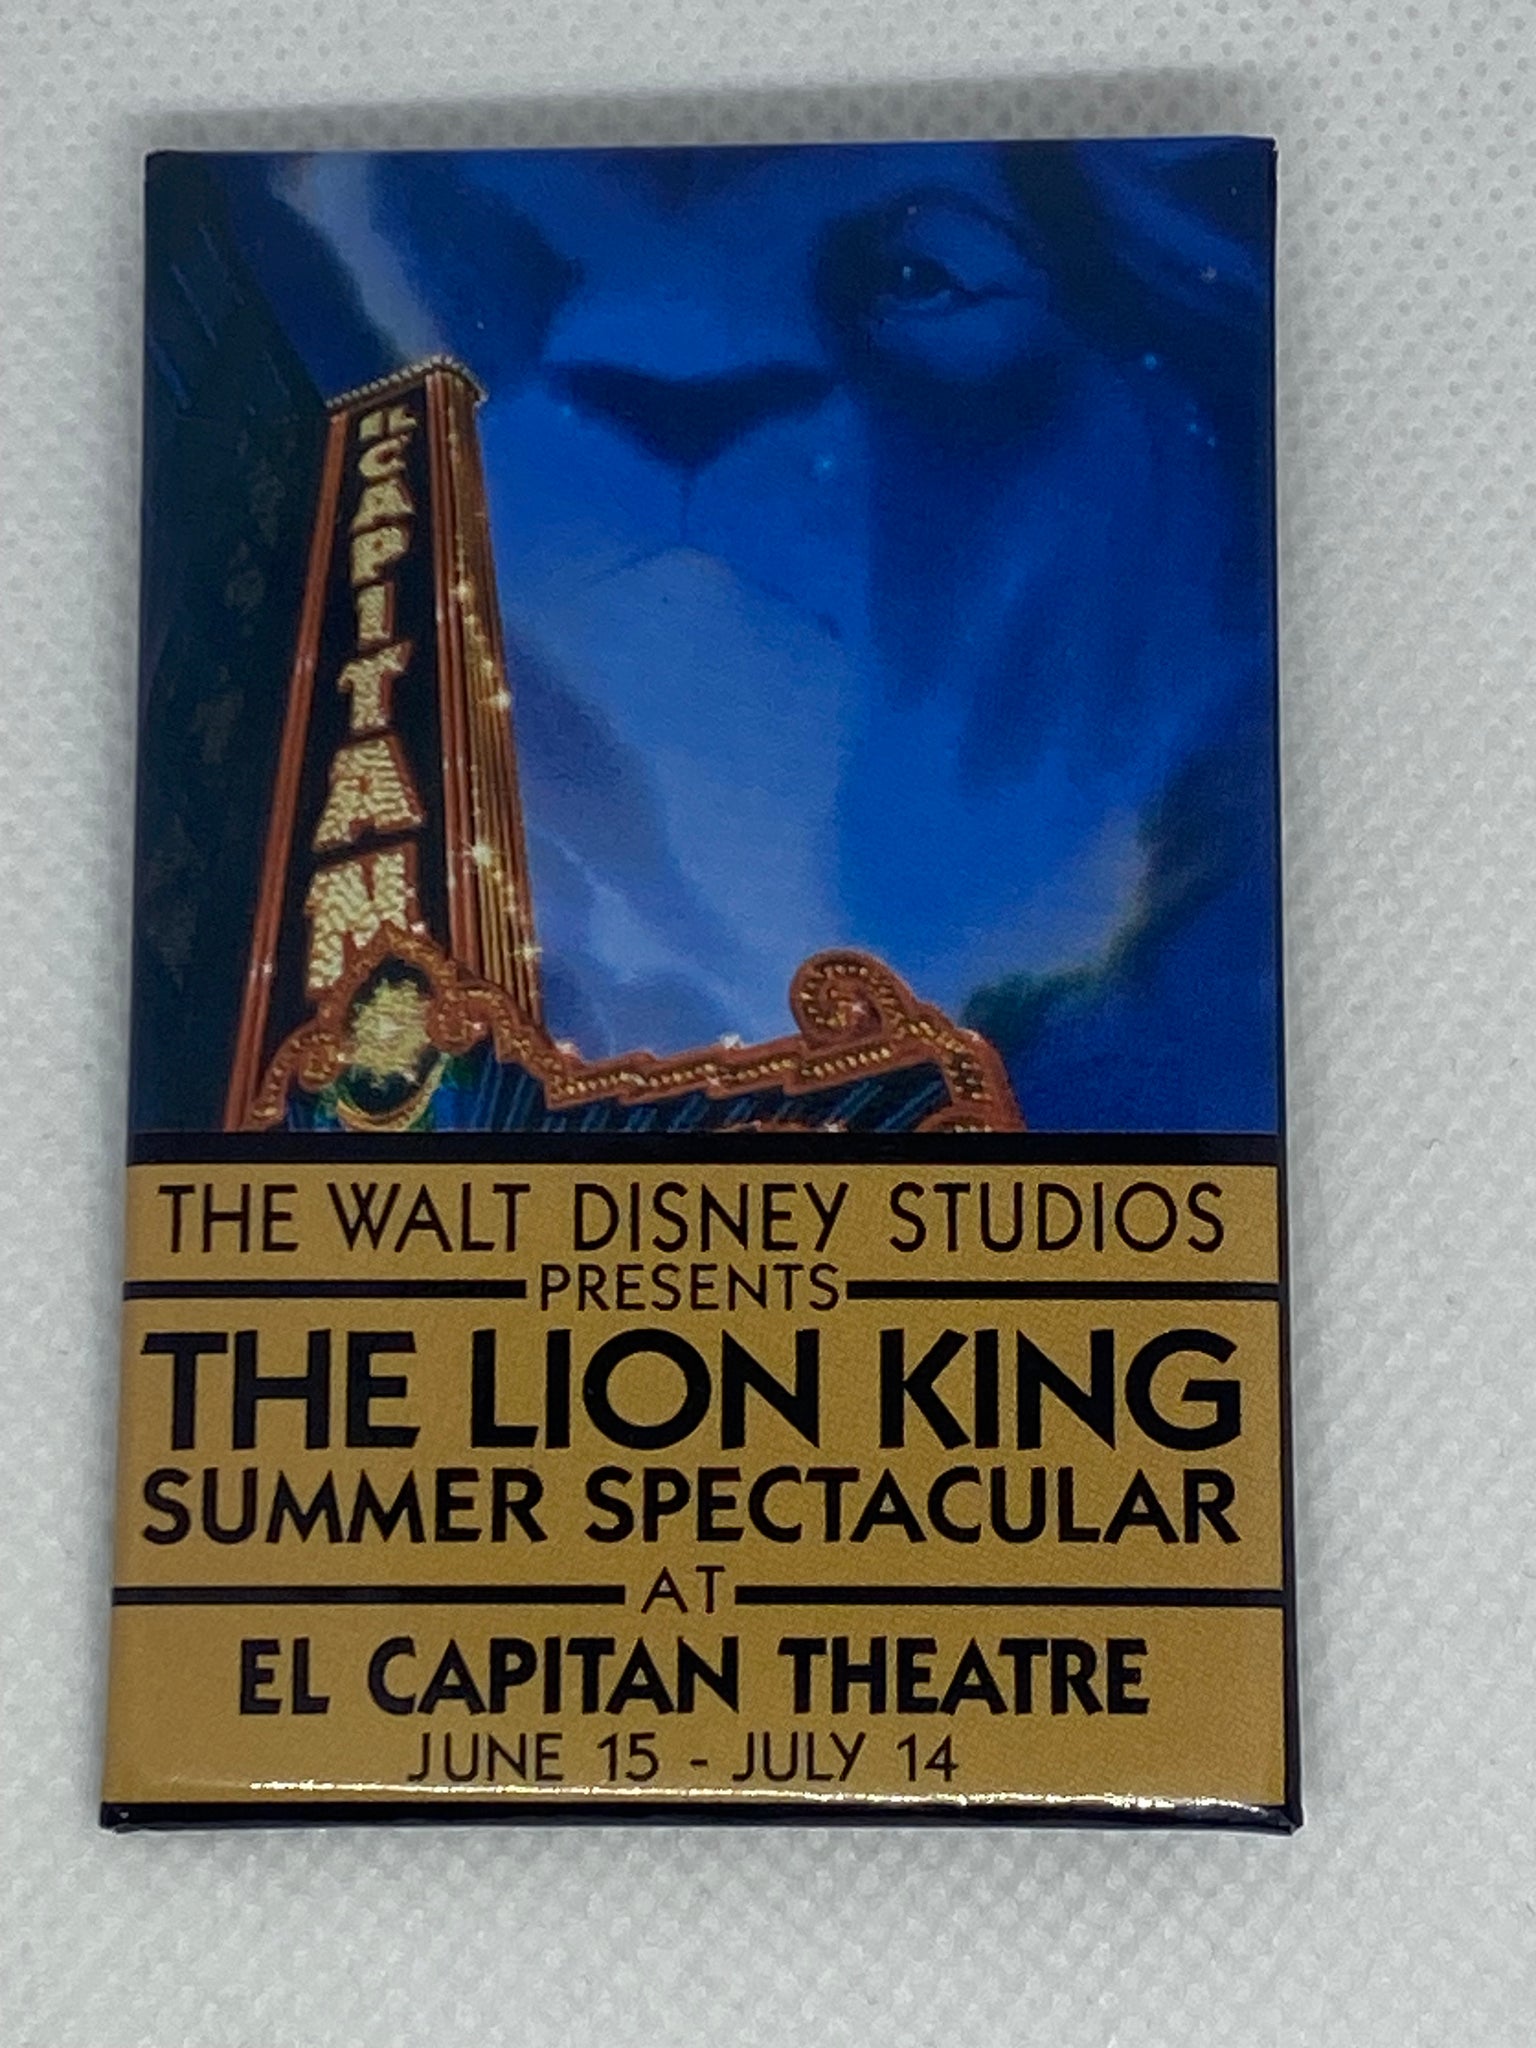 EL CAPITAN
THE WALT DISNEY STUDIOS
PRESENTS
THE LION KING
SUMMER SPECTACULAR
AT
EL CAPITAN THEATRE
JUNE 15 - JULY 14